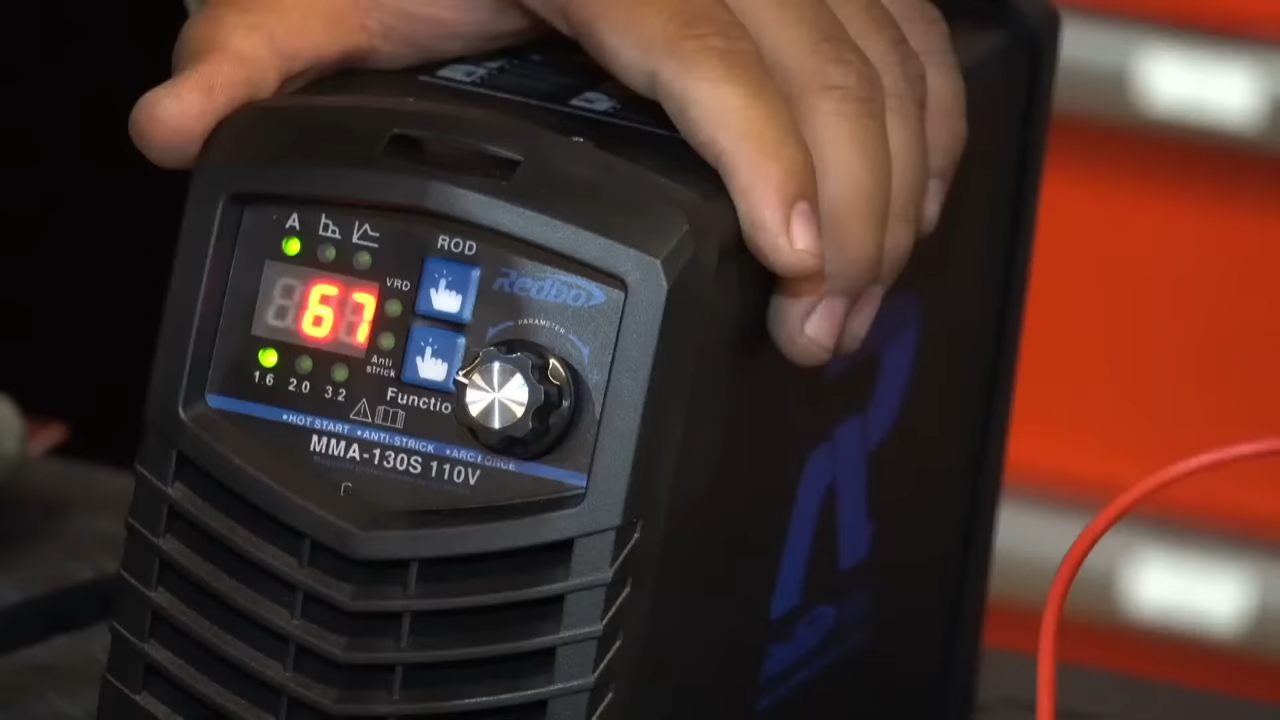 A
ROD
VRD
Redbo
PARAMETER
67
Anti
strick
1.6 2.0 3.2
Functio
•HOT START •ANTI-STRICK •ARC FORCE
MMA-130S 110V